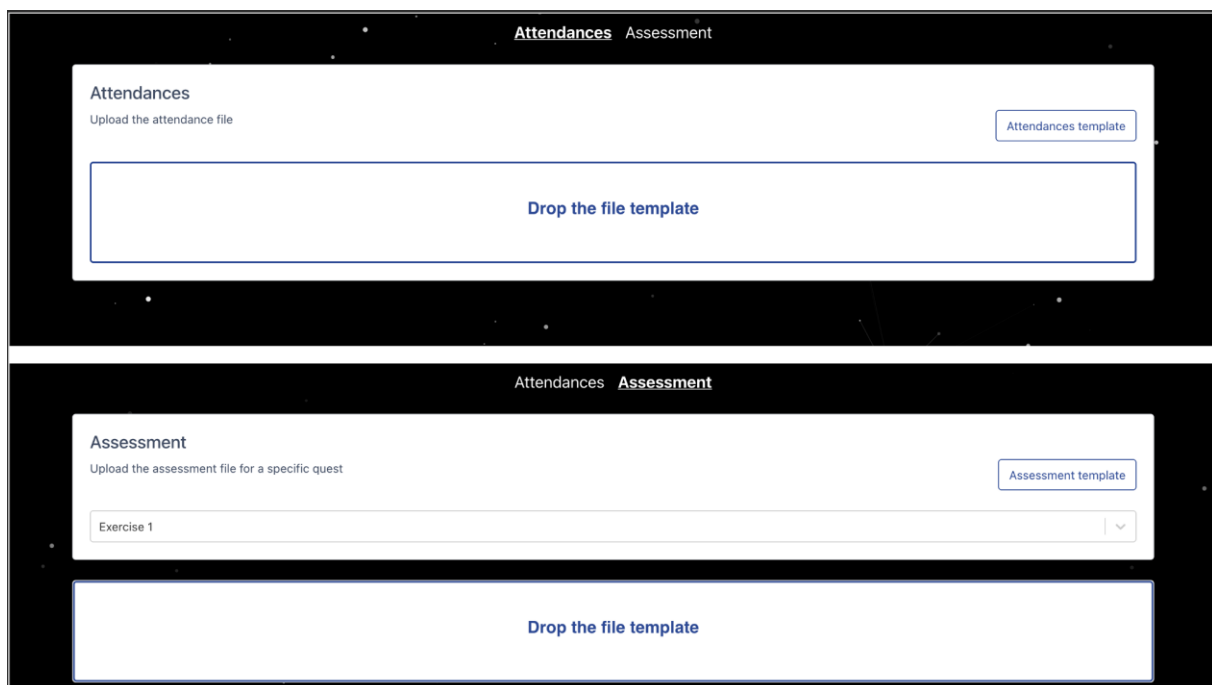 Attendances Assessment
Attendances
Upload the attendance file
Attendances template
Drop the file template
Attendances Assessment
Assessment
Upload the assessment file for a specific quest
Assessment template
Exercise 1
Drop the file template